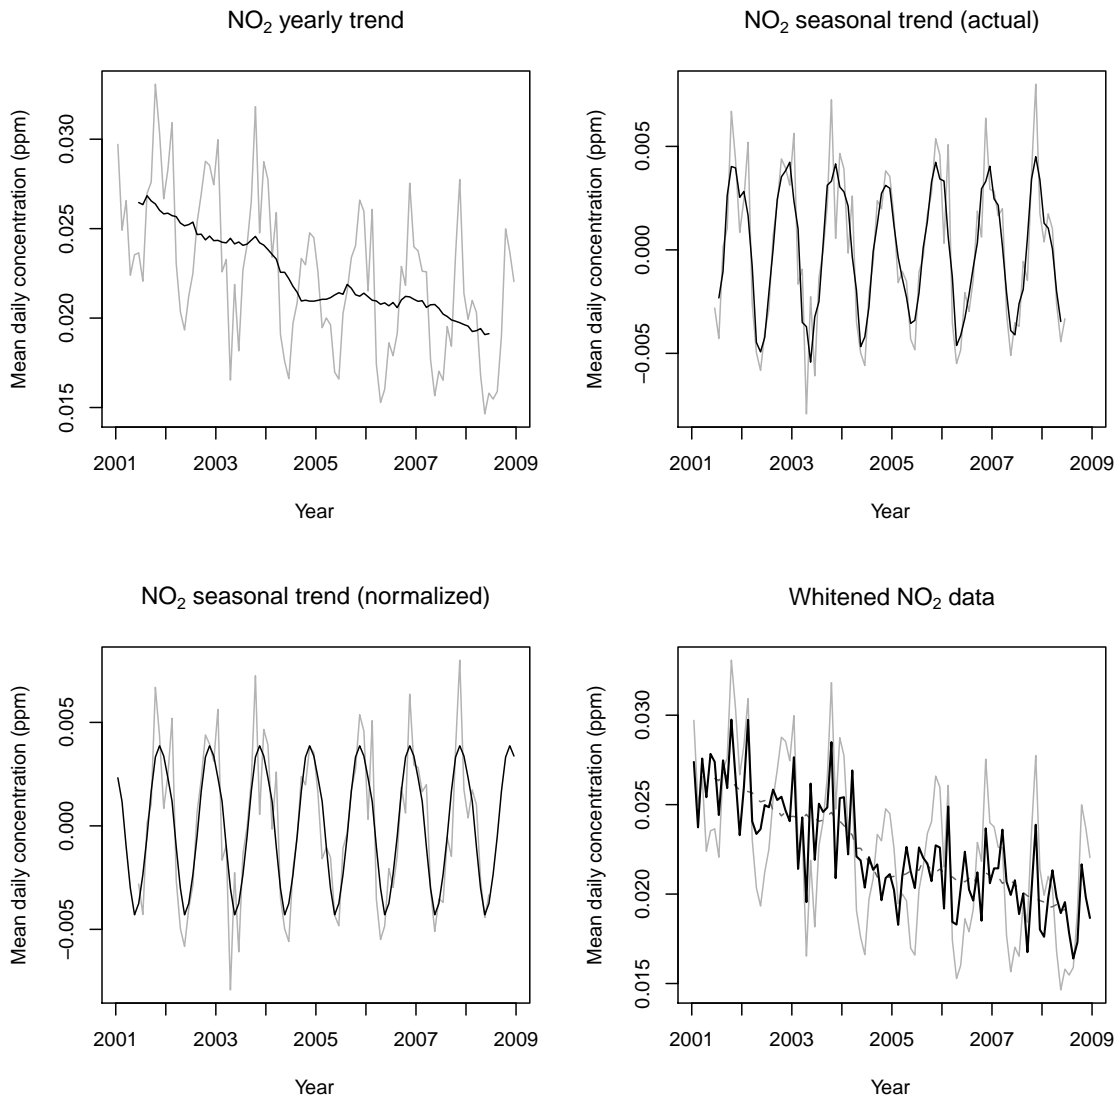 NO₂ yearly trend
Mean daily concentration (ppm)
0.015 0.020 0.025 0.030
2001 2003 2005 2007 2009
Year
NO₂ seasonal trend (actual)
Mean daily concentration (ppm)
−0.005 0.000 0.005
2001 2003 2005 2007 2009
Year
NO₂ seasonal trend (normalized)
Mean daily concentration (ppm)
−0.005 0.000 0.005
2001 2003 2005 2007 2009
Year
Whitened NO₂ data
Mean daily concentration (ppm)
0.015 0.020 0.025 0.030
2001 2003 2005 2007 2009
Year